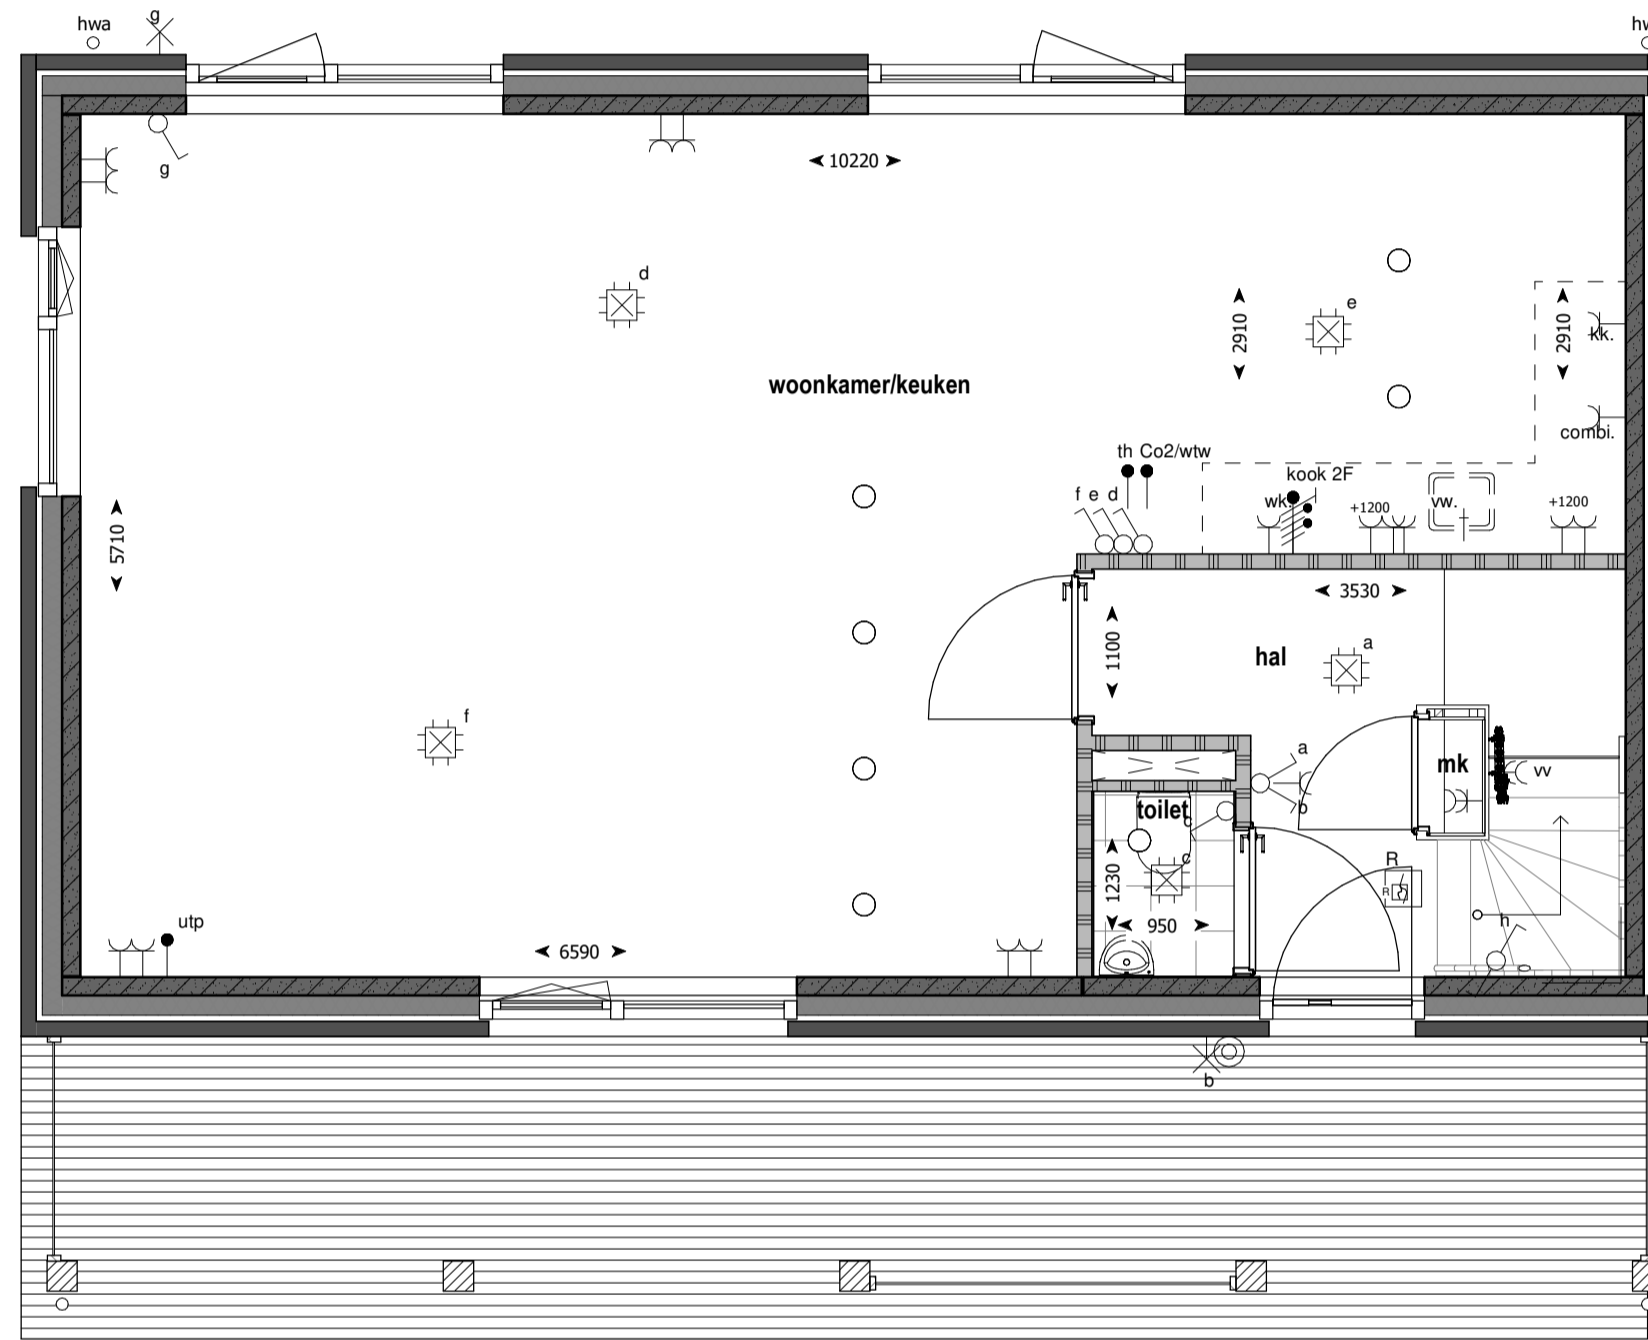 hwa
g
hw
g
10220
d
e
2910
2910
kk.
woonkamer/keuken
combi.
th Co2/wtw
kook 2F
f e d
wk.
+1200
vw.
+1200
5710
3530
1100
hal
a
f
a
mk
vv
b
toilet
c
R
c
R
1230
950
h
utp
6590
b